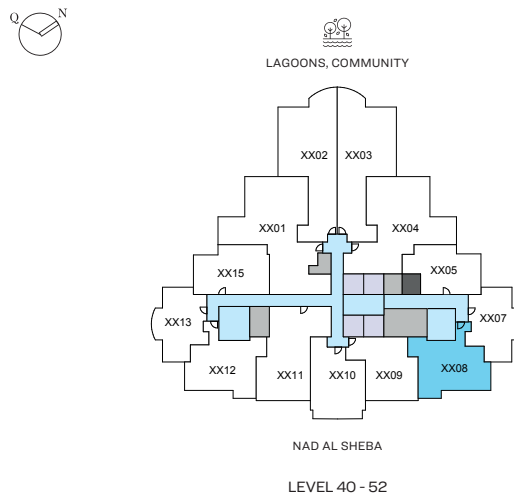 Q N
LAGOONS, COMMUNITY
XX02 XX03
XX01 XX04
XX15 XX05
XX13 XX07
XX12 XX11 XX10 XX09 XX08
NAD AL SHEBA
LEVEL 40 - 52